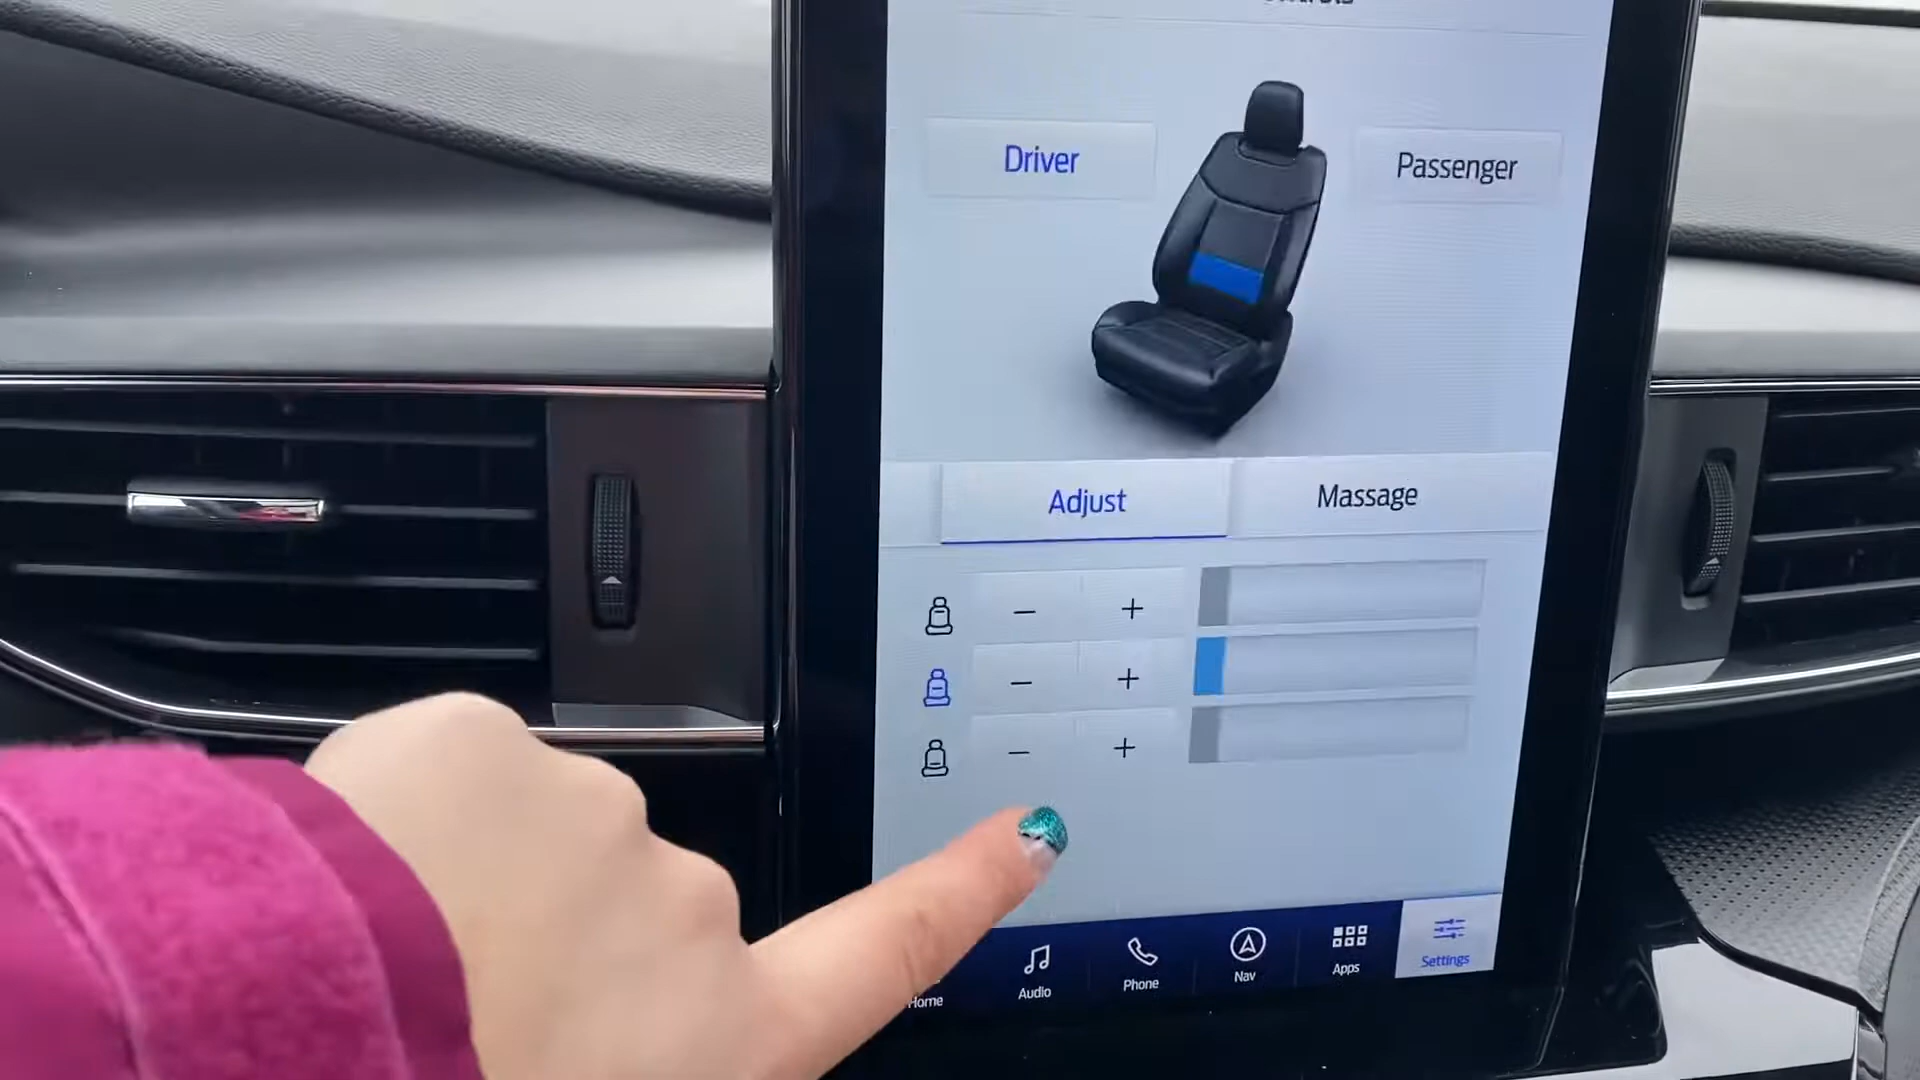 Driver
Passenger
Adjust
Massage
Home
Audio
Phone
Nav
Apps
Settings